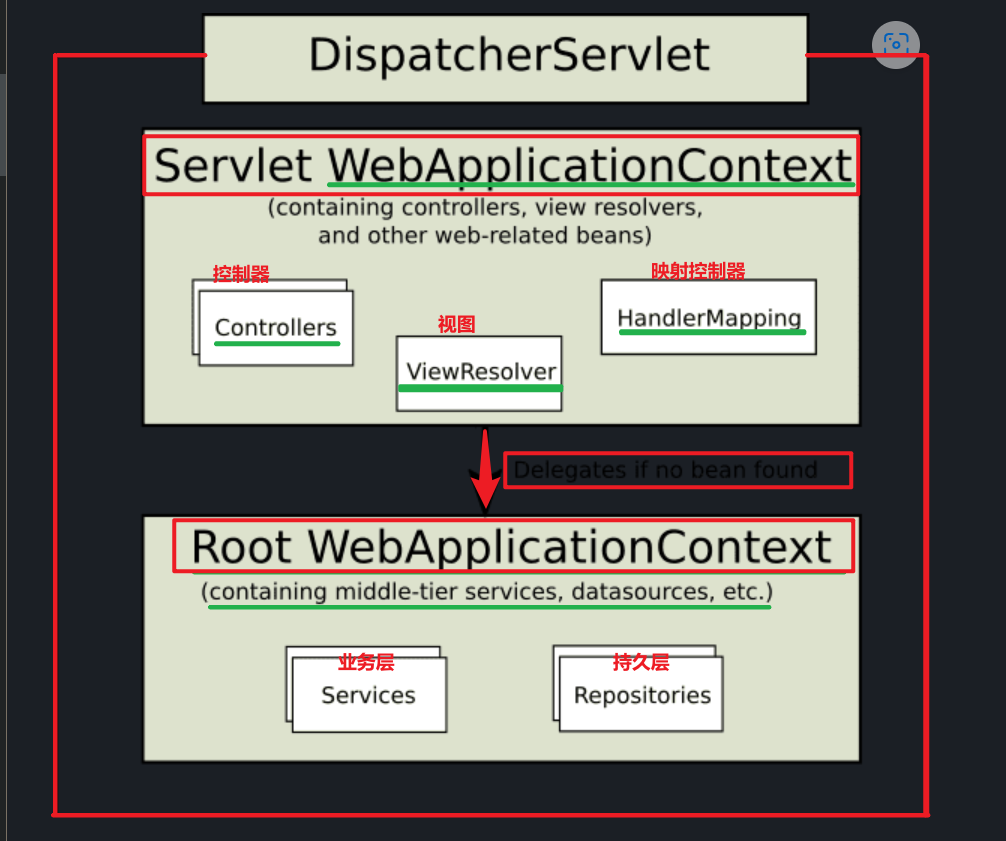 DispatcherServlet
Servlet WebApplicationContext
(containing controllers, view resolvers,
and other web-related beans)
控制器
Controllers
视图
ViewResolver
映射控制器
HandlerMapping
Delegates if no bean found
Root WebApplicationContext
(containing middle-tier services, datasources, etc.)
业务层
Services
持久层
Repositories